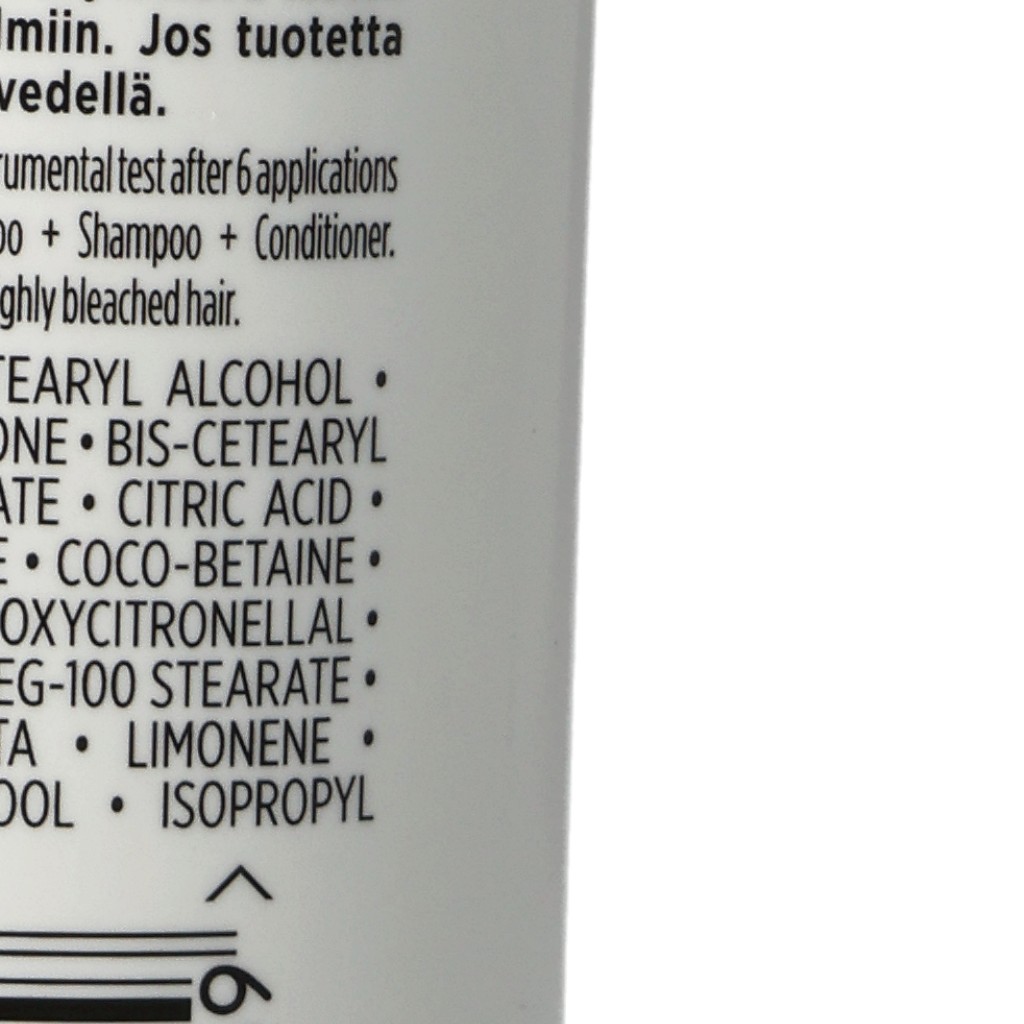 lmiin. Jos tuotetta
vedellä.
rumental test after 6 applications
oo + Shampoo + Conditioner.
ghly bleached hair.
TEARYL ALCOHOL •
ONE • BIS-CETEARYL
ATE • CITRIC ACID •
E • COCO-BETAINE •
OXYCITRONELLAL •
EG-100 STEARATE •
TA • LIMONENE •
OOL • ISOPROPYL
>
9